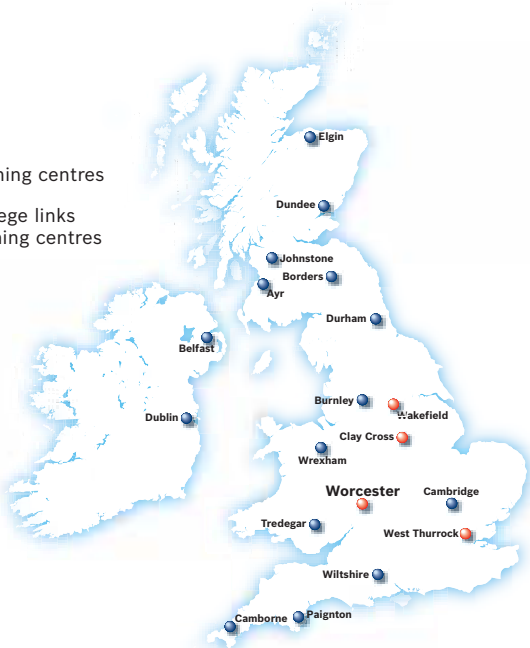 Elgin
ning centres
Dundee
ege links
ning centres
Johnstone
Borders
Ayr
Durham
Belfast
Burnley
Wakefield
Dublin
Clay Cross
Wrexham
Worcester
Cambridge
Tredegar
West Thurrock
Wiltshire
Paignton
Camborne